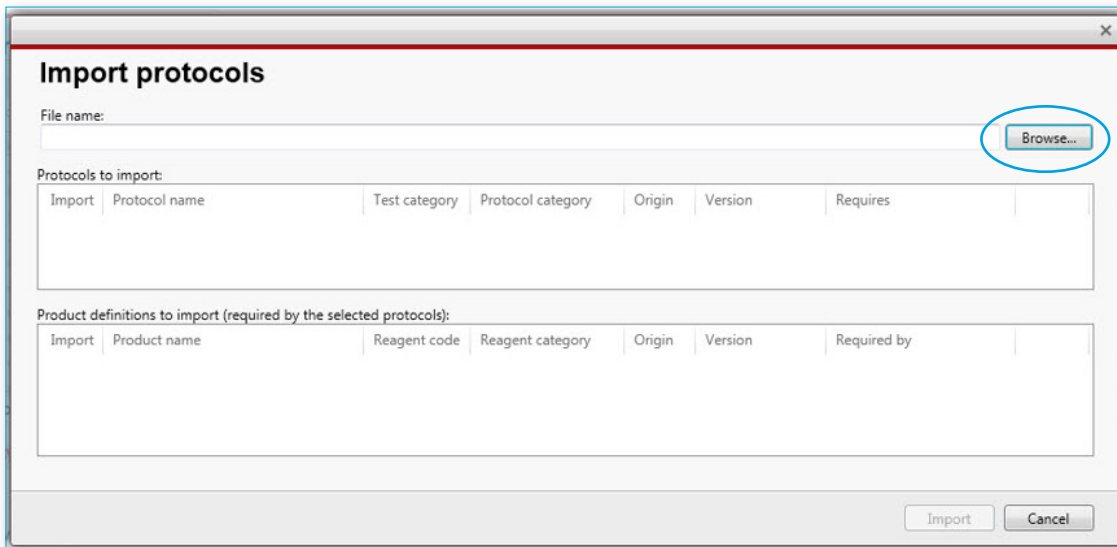 Import protocols
File name:
Browse...
Protocols to import:
Import Protocol name Test category Protocol category Origin Version Requires
Product definitions to import (required by the selected protocols):
Import Product name Reagent code Reagent category Origin Version Required by
Import Cancel